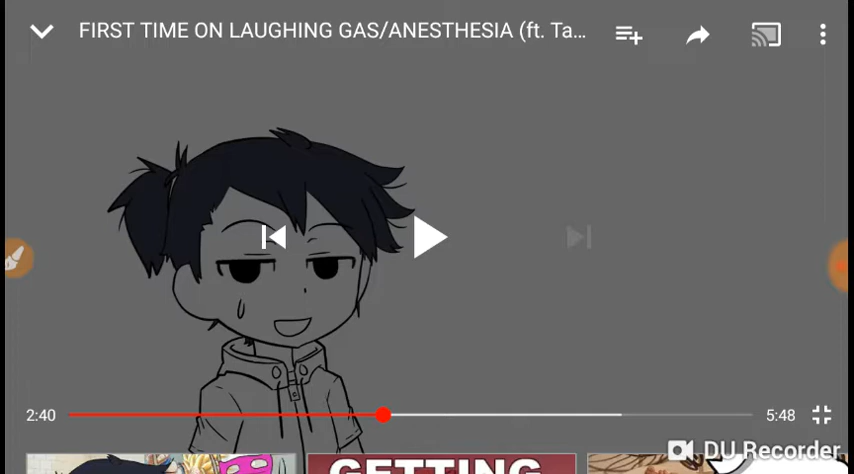 FIRST TIME ON LAUGHING GAS/ANESTHESIA (ft. Ta...
2:40
5:48
DU Recorder
GETTING